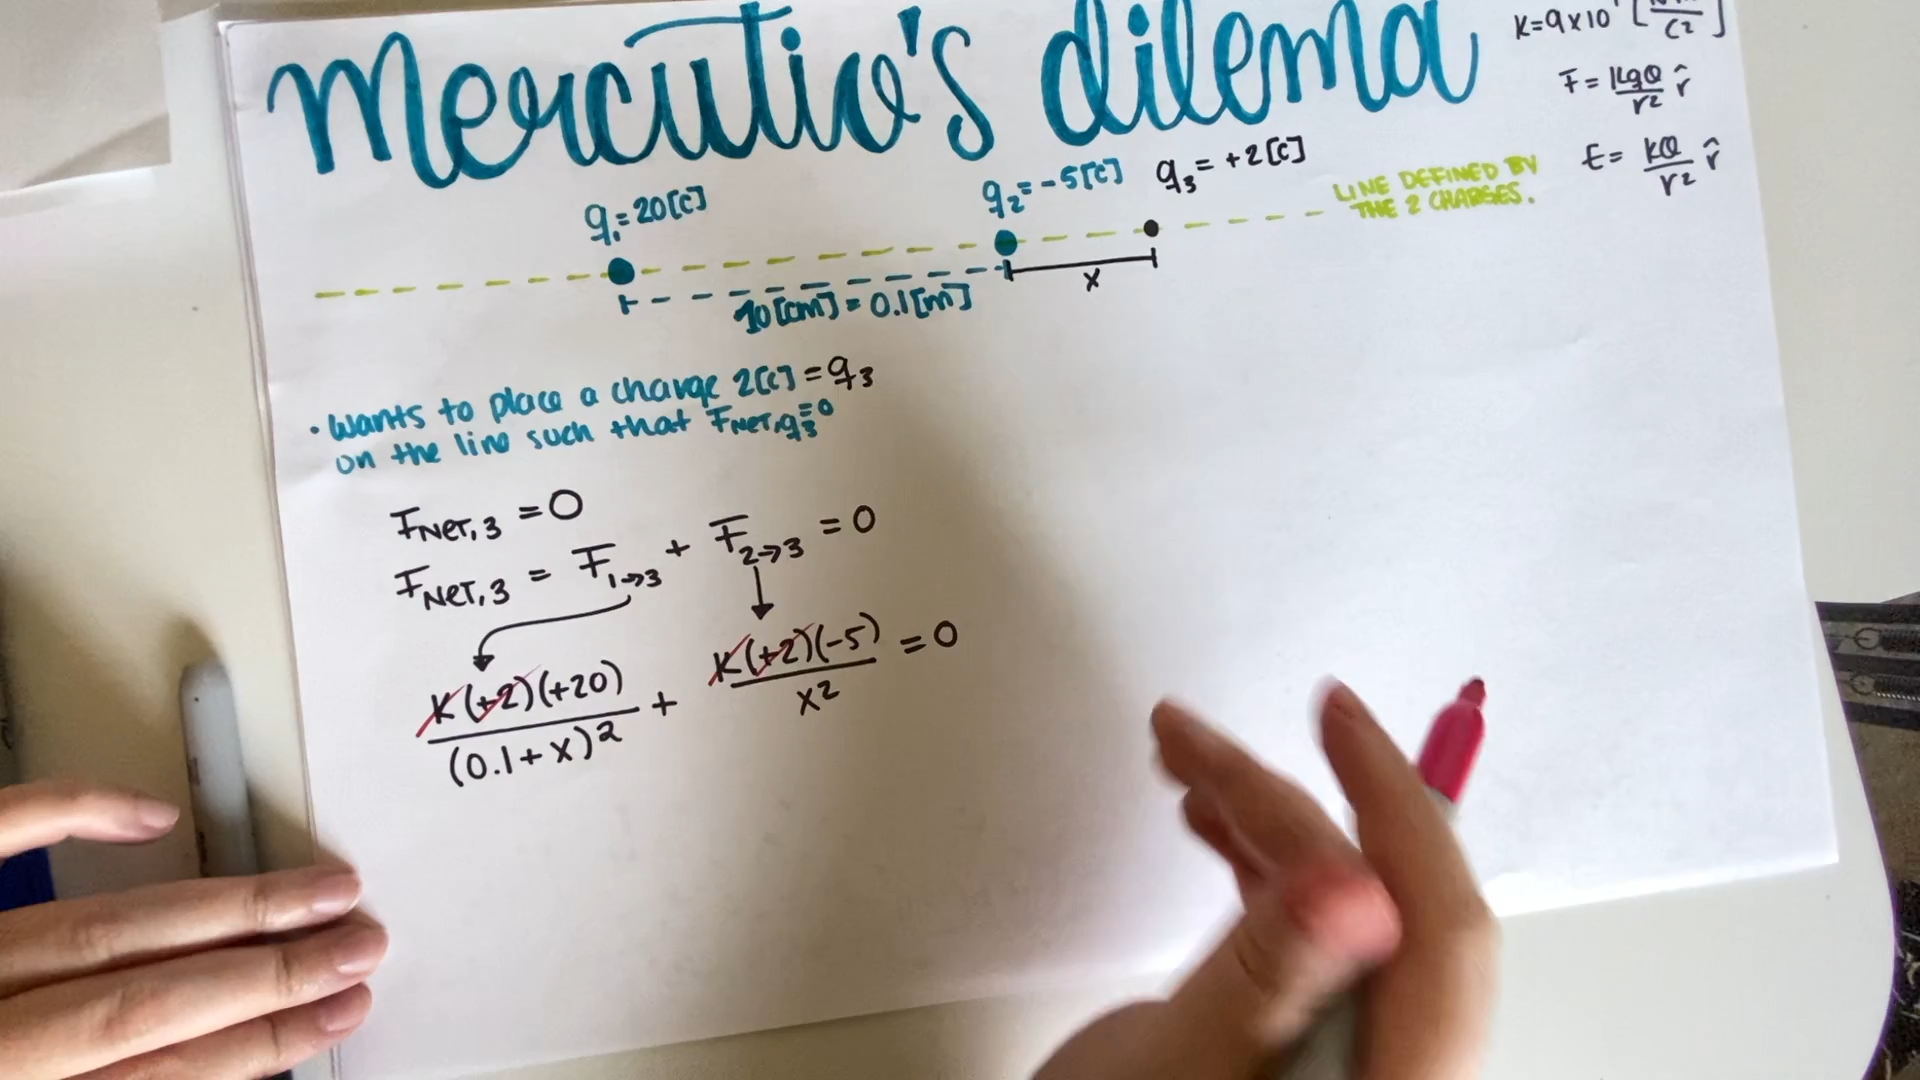 Mercutio's dilema
K=9x10
F = KqQ/r² r̂
E = KQ/r² r̂
q₁=20[C]
q₂=-5[C]
q₃=+2[C]
LINE DEFINED BY
THE 2 CHARGES.
10[cm]=0.1[m]
x
• Wants to place a charge 2[C]=q₃
on the line such that F_NET,q₃=0
F_NET,3 = 0
F_NET,3 = F_1→3 + F_2→3 = 0
K(+2)(+20)/(0.1+x)² + K(+2)(-5)/x² = 0